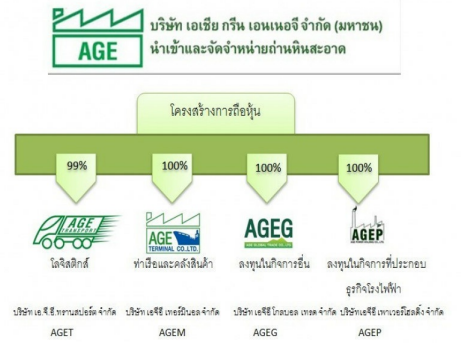 บริษัท เอเชีย กรีน เอนเนอจี จำกัด (มหาชน)
AGE
นำเข้าและจัดจำหน่ายถ่านหินสะอาด
โครงสร้างการถือหุ้น
99%
100%
100%
100%
AGE
TRANSPORT
AGE
TERMINAL CO.,LTD.
AGEG
AGEP
โลจิสติกส์
ท่าเรือและคลังสินค้า
ลงทุนในกิจการอื่น
ลงทุนในกิจการที่ประกอบ
ธุรกิจโรงไฟฟ้า
บริษัท เอ.จี.อี.ทรานสปอร์ต จำกัด
บริษัท เอจีอี เทอร์มินอล จำกัด
บริษัท เอจีอี โกลบอล เทรด จำกัด
บริษัทเอจีอี เพาเวอร์โฮลดิ้ง จำกัด
AGET
AGEM
AGEG
AGEP